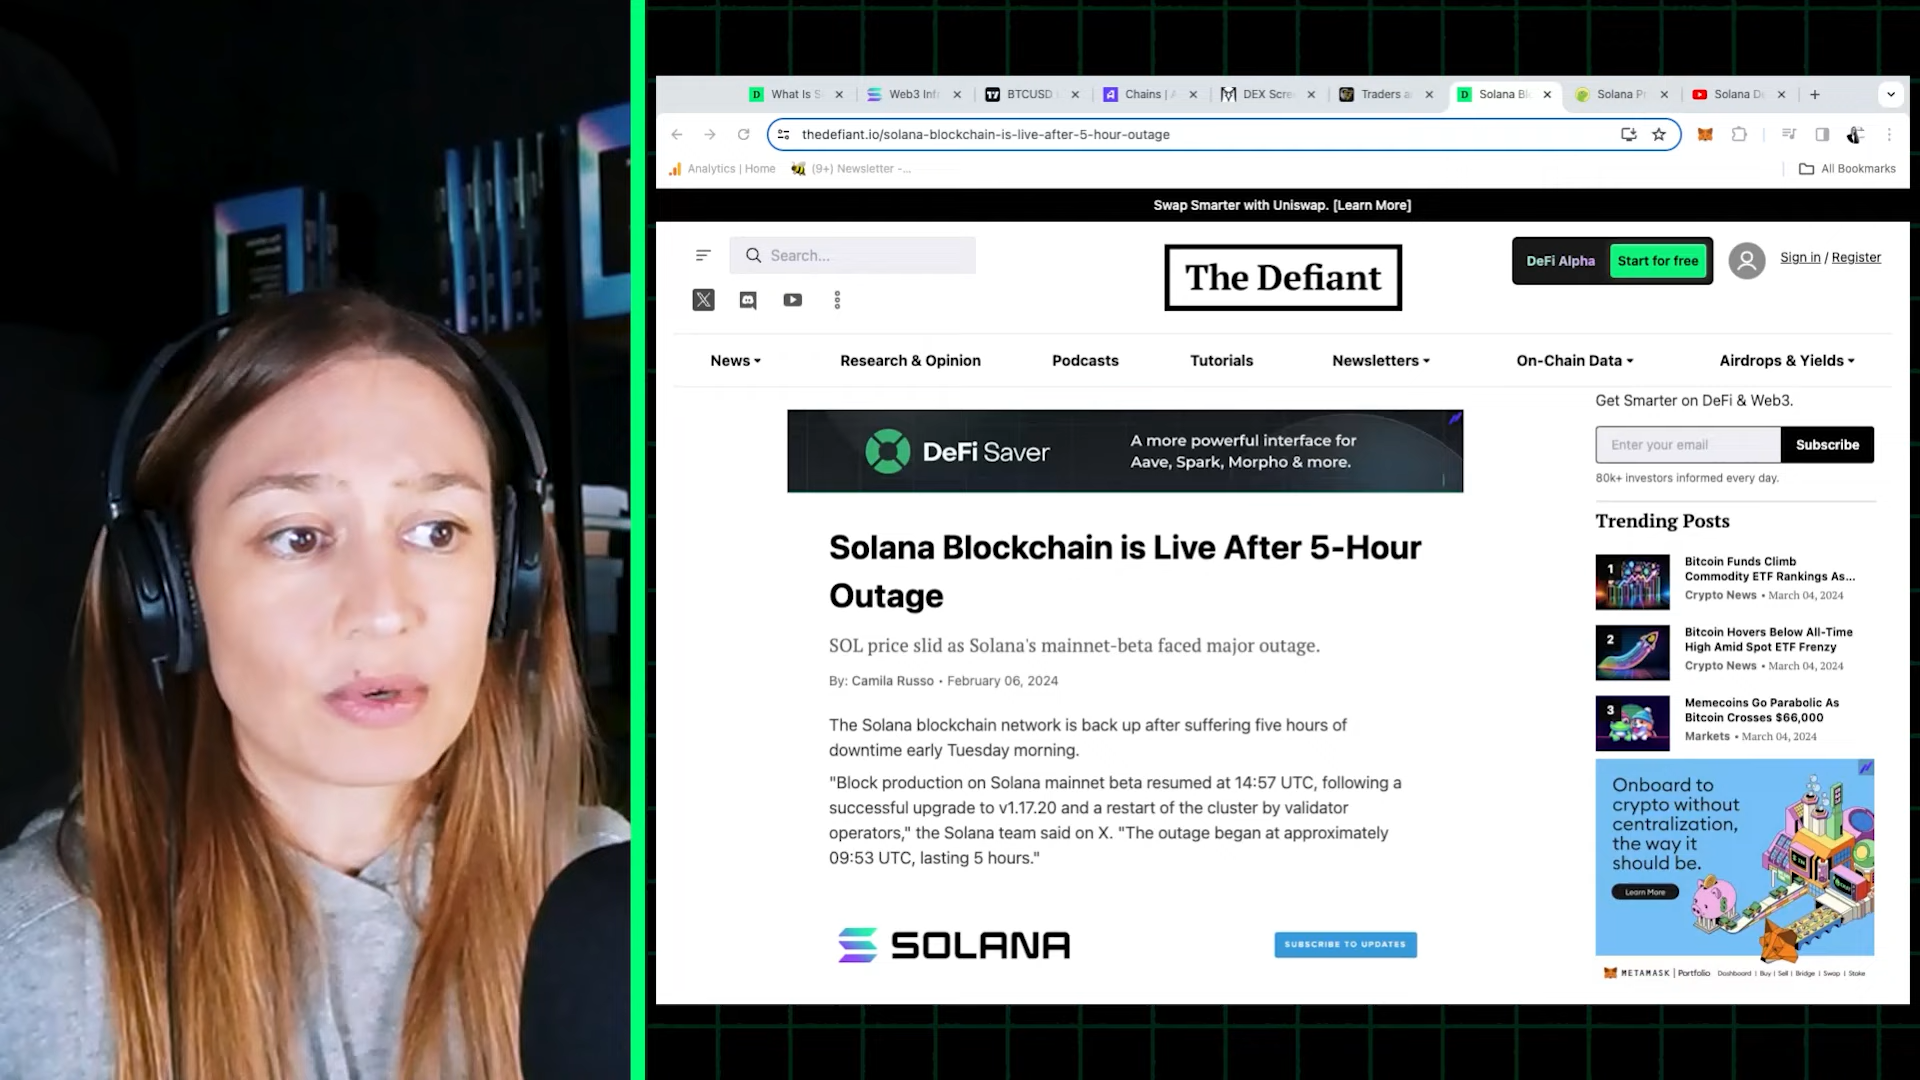 What Is S
Web3 Inf
BTCUSD
Chains | A
DEX Scre
Traders a
Solana Bl
Solana P
Solana D
thedefiant.io/solana-blockchain-is-live-after-5-hour-outage
Analytics | Home
(9+) Newsletter -...
All Bookmarks
Swap Smarter with Uniswap. [Learn More]
Search...
The Defiant
DeFi Alpha
Start for free
Sign in / Register
News
Research & Opinion
Podcasts
Tutorials
Newsletters
On-Chain Data
Airdrops & Yields
DeFi Saver
A more powerful interface for
Aave, Spark, Morpho & more.
Solana Blockchain is Live After 5-Hour
Outage
SOL price slid as Solana's mainnet-beta faced major outage.
By: Camila Russo • February 06, 2024
The Solana blockchain network is back up after suffering five hours of
downtime early Tuesday morning.
"Block production on Solana mainnet beta resumed at 14:57 UTC, following a
successful upgrade to v1.17.20 and a restart of the cluster by validator
operators," the Solana team said on X. "The outage began at approximately
09:53 UTC, lasting 5 hours."
SOLANA
SUBSCRIBE TO UPDATES
Get Smarter on DeFi & Web3.
Enter your email
Subscribe
80k+ investors informed every day.
Trending Posts
1
Bitcoin Funds Climb
Commodity ETF Rankings As...
Crypto News • March 04, 2024
2
Bitcoin Hovers Below All-Time
High Amid Spot ETF Frenzy
Crypto News • March 04, 2024
3
Memecoins Go Parabolic As
Bitcoin Crosses $66,000
Markets • March 04, 2024
Onboard to
crypto without
centralization,
the way it
should be.
Learn More
METAMASK | Portfolio
Dashboard | Buy | Sell | Bridge | Swap | Stake